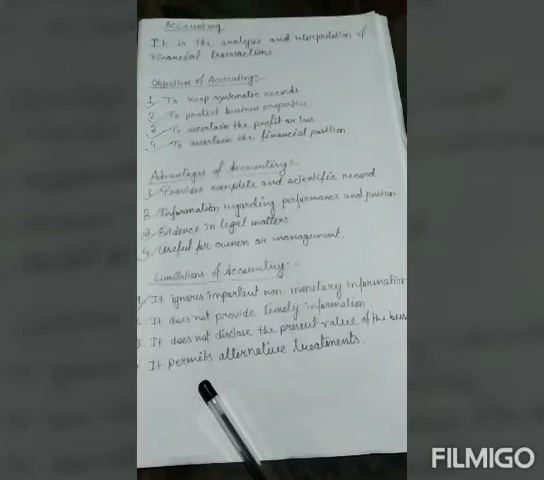 Accounting
It is the analysis and interpretation of
Financial transactions
Objectives of Accounting:-
1. To keep systematic records
2. To protect business properties
3. To ascertain the profit or loss
4. To ascertain the financial position
Advantages of Accounting:-
1. Provides complete and scientific record
2. Information regarding performance and position
3. Evidence in legal matters
4. Useful for owners or management.
Limitations of Accounting:-
It ignores important non-monetary information
2. It does not provide timely information
3. It does not disclose the present value of the
It permits alternative treatments.
FILMIGO